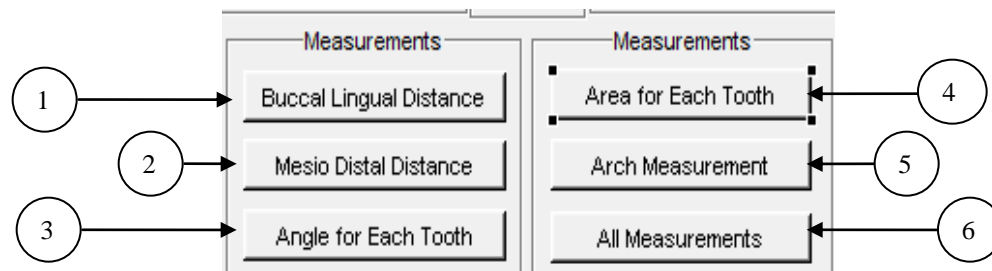 Measurements
1
Buccal Lingual Distance
2
Mesio Distal Distance
3
Angle for Each Tooth
Measurements
Area for Each Tooth
4
Arch Measurement
5
All Measurements
6